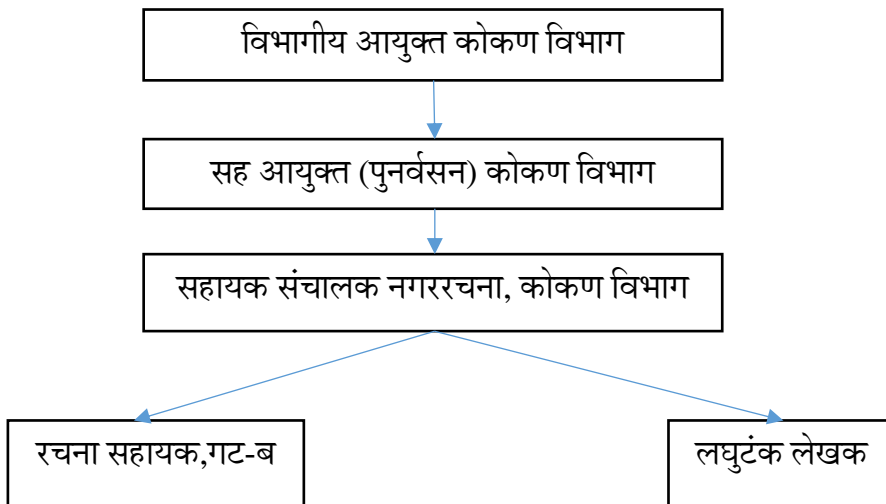 विभागीय आयुक्त कोकण विभाग
सह आयुक्त (पुनर्वसन) कोकण विभाग
सहायक संचालक नगररचना, कोकण विभाग
रचना सहायक,गट-ब
लघुटंक लेखक